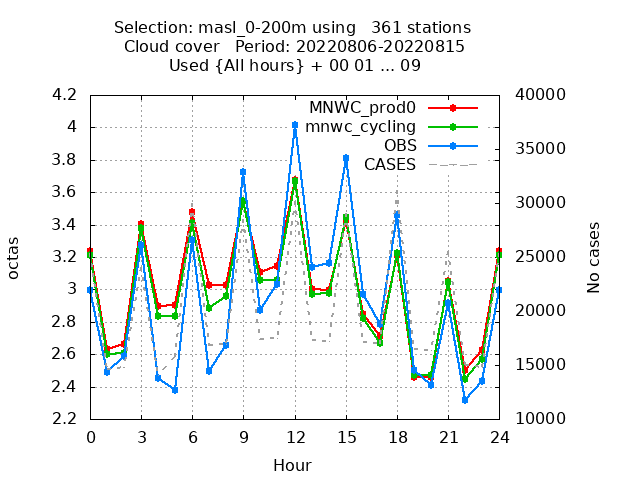 Selection: masl_0-200m using   361 stations
Cloud cover   Period: 20220806-20220815
Used {All hours} + 00 01 ... 09
4.2
4
3.8
3.6
3.4
3.2
3
2.8
2.6
2.4
2.2
octas
MNWC_prod0
mnwc_cycling
OBS
CASES
40000
35000
30000
25000
20000
15000
10000
No cases
0 3 6 9 12 15 18 21 24
Hour